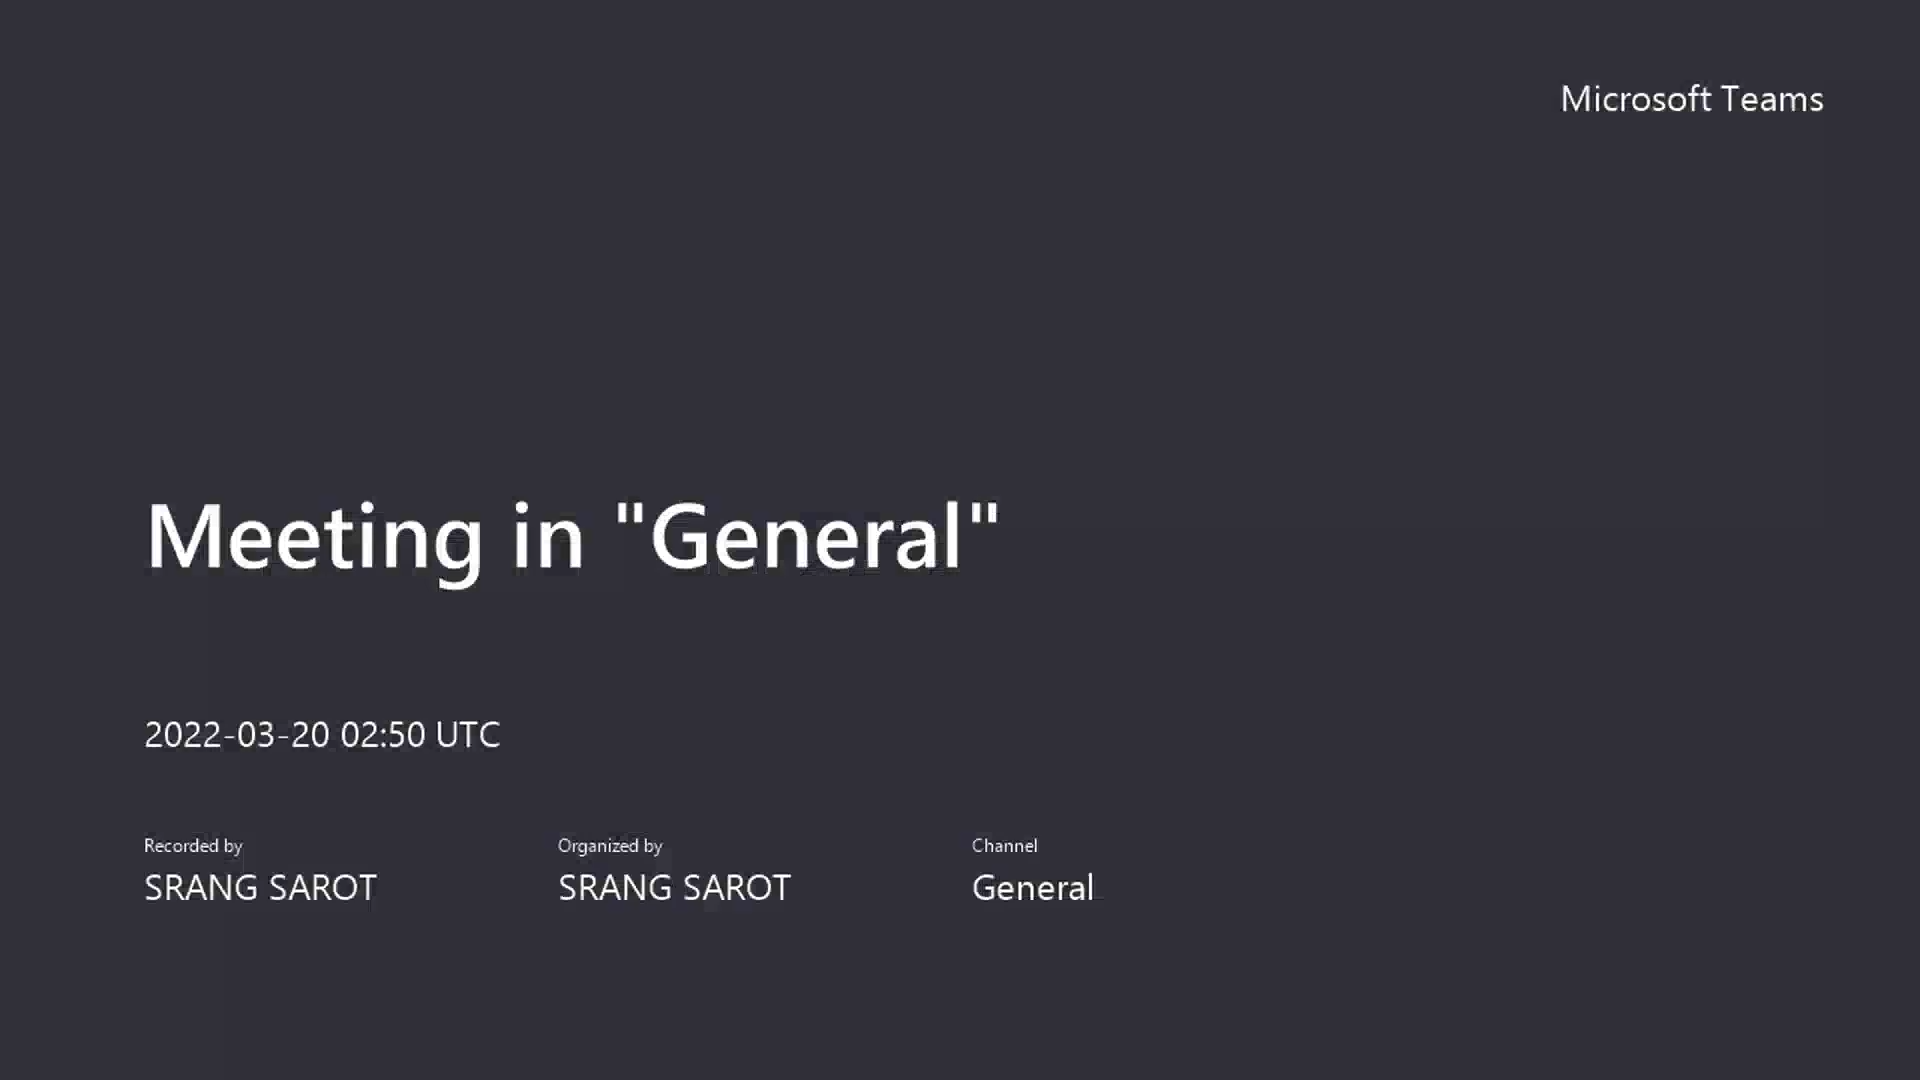 Microsoft Teams
Meeting in "General"
2022-03-20 02:50 UTC
Recorded by
SRANG SAROT
Organized by
SRANG SAROT
Channel
General